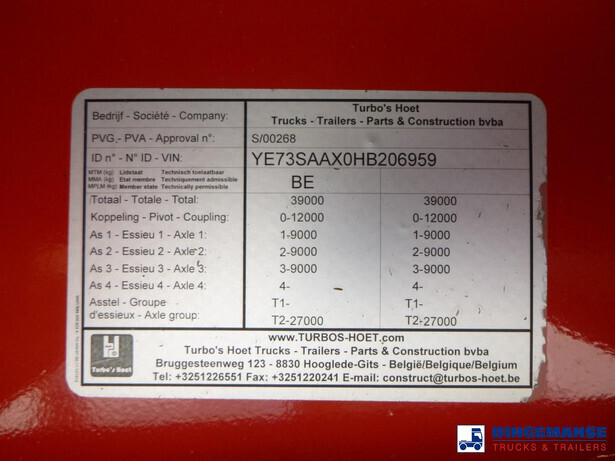 Bedrijf - Société - Company:
Turbo's Hoet
Trucks - Trailers - Parts & Construction bvba
PVG - PVA - Approval n°:
S/00268
ID n° - N° ID - VIN:
YE73SAAX0HB206959
MTM (kg) Lidstaat Technisch toelaatbaar
MMA (kg) Etat membre Techniquement admissible
MPLM (kg) Member state Technically permissible
BE
Totaal - Totale - Total: 39000 39000
Koppeling - Pivot - Coupling: 0-12000 0-12000
As 1 - Essieu 1 - Axle 1: 1-9000 1-9000
As 2 - Essieu 2 - Axle 2: 2-9000 2-9000
As 3 - Essieu 3 - Axle 3: 3-9000 3-9000
As 4 - Essieu 4 - Axle 4: 4- 4-
Asstel - Groupe T1- T1-
d'essieux - Axle group: T2-27000 T2-27000
Turbo's Hoet
www.TURBOS-HOET.com
Turbo's Hoet Trucks - Trailers - Parts & Construction bvba
Bruggesteenweg 123 - 8830 Hooglede-Gits - België/Belgique/Belgium
Tel: +3251226551 Fax: +3251220241 E-mail: construct@turbos-hoet.be
DINGEMANSE
TRUCKS & TRAILERS